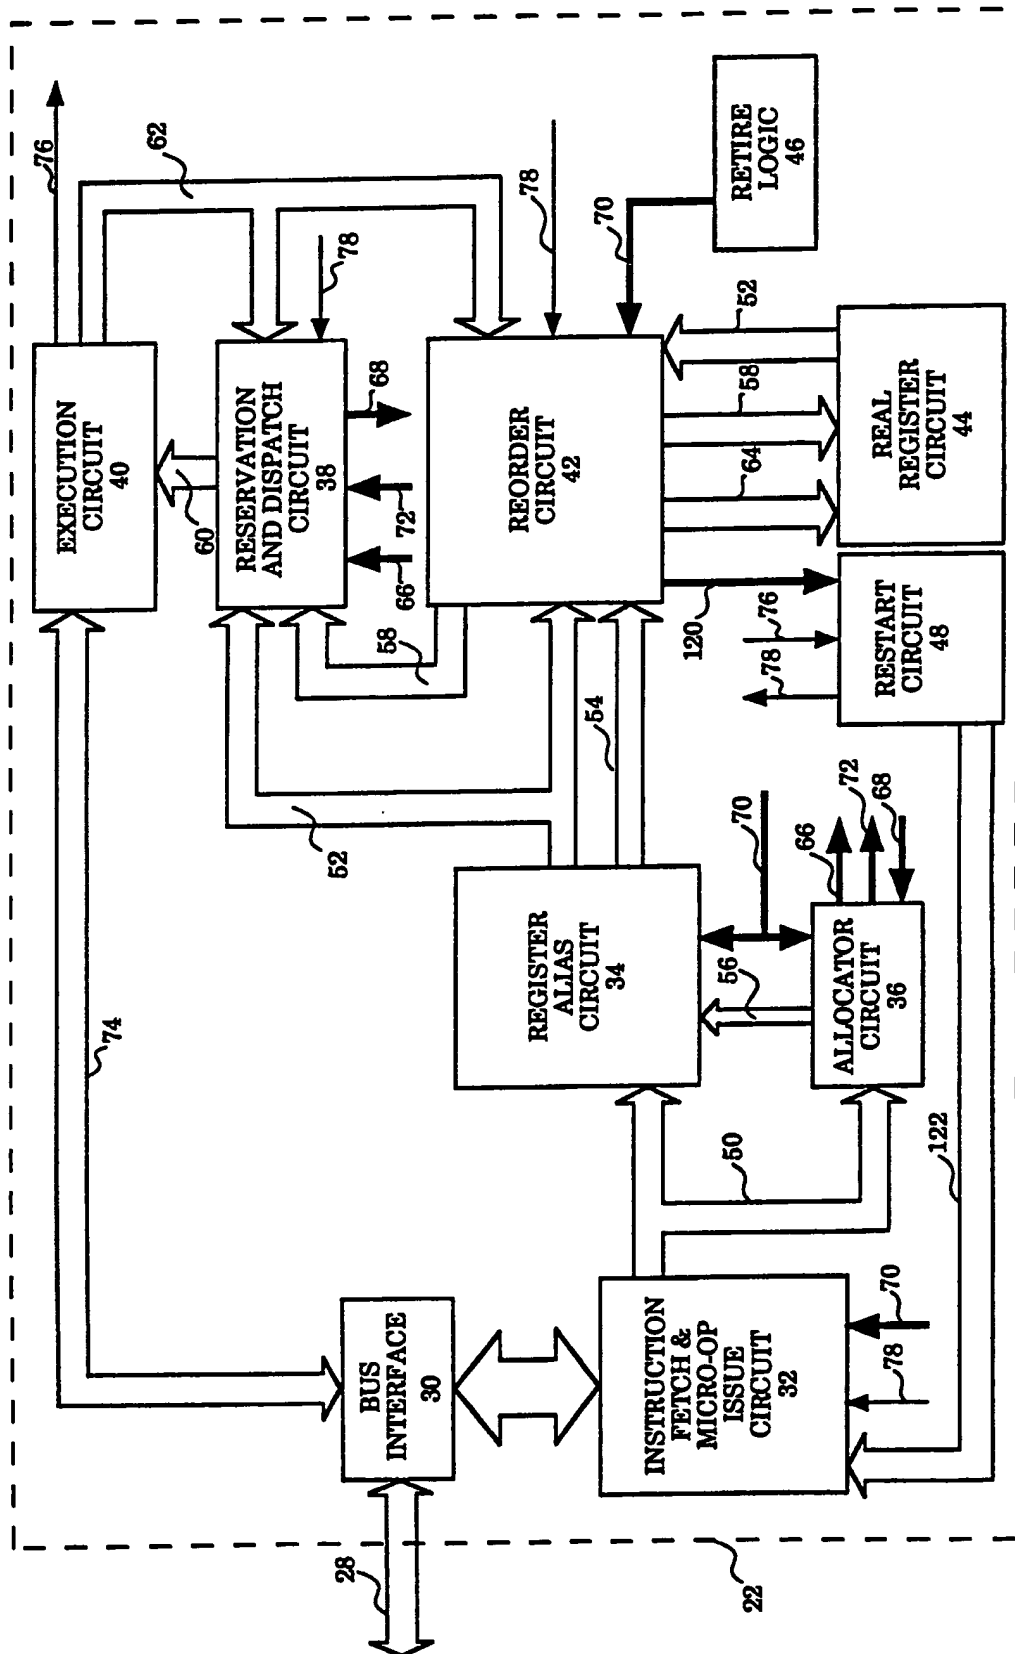 76
62
EXECUTION
CIRCUIT
40
74
60
RESERVATION
AND DISPATCH
CIRCUIT
38
78
66
72
68
BUS
INTERFACE
30
28
52
58
REORDER
CIRCUIT
42
78
70
REGISTER
ALIAS
CIRCUIT
34
54
INSTRUCTION
FETCH &
MICRO-OP
ISSUE
CIRCUIT
32
50
56
70
120
64
58
52
RETIRE
LOGIC
46
22
78
70
ALLOCATOR
CIRCUIT
36
66
72
68
78
76
RESTART
CIRCUIT
48
REAL
REGISTER
CIRCUIT
44
122